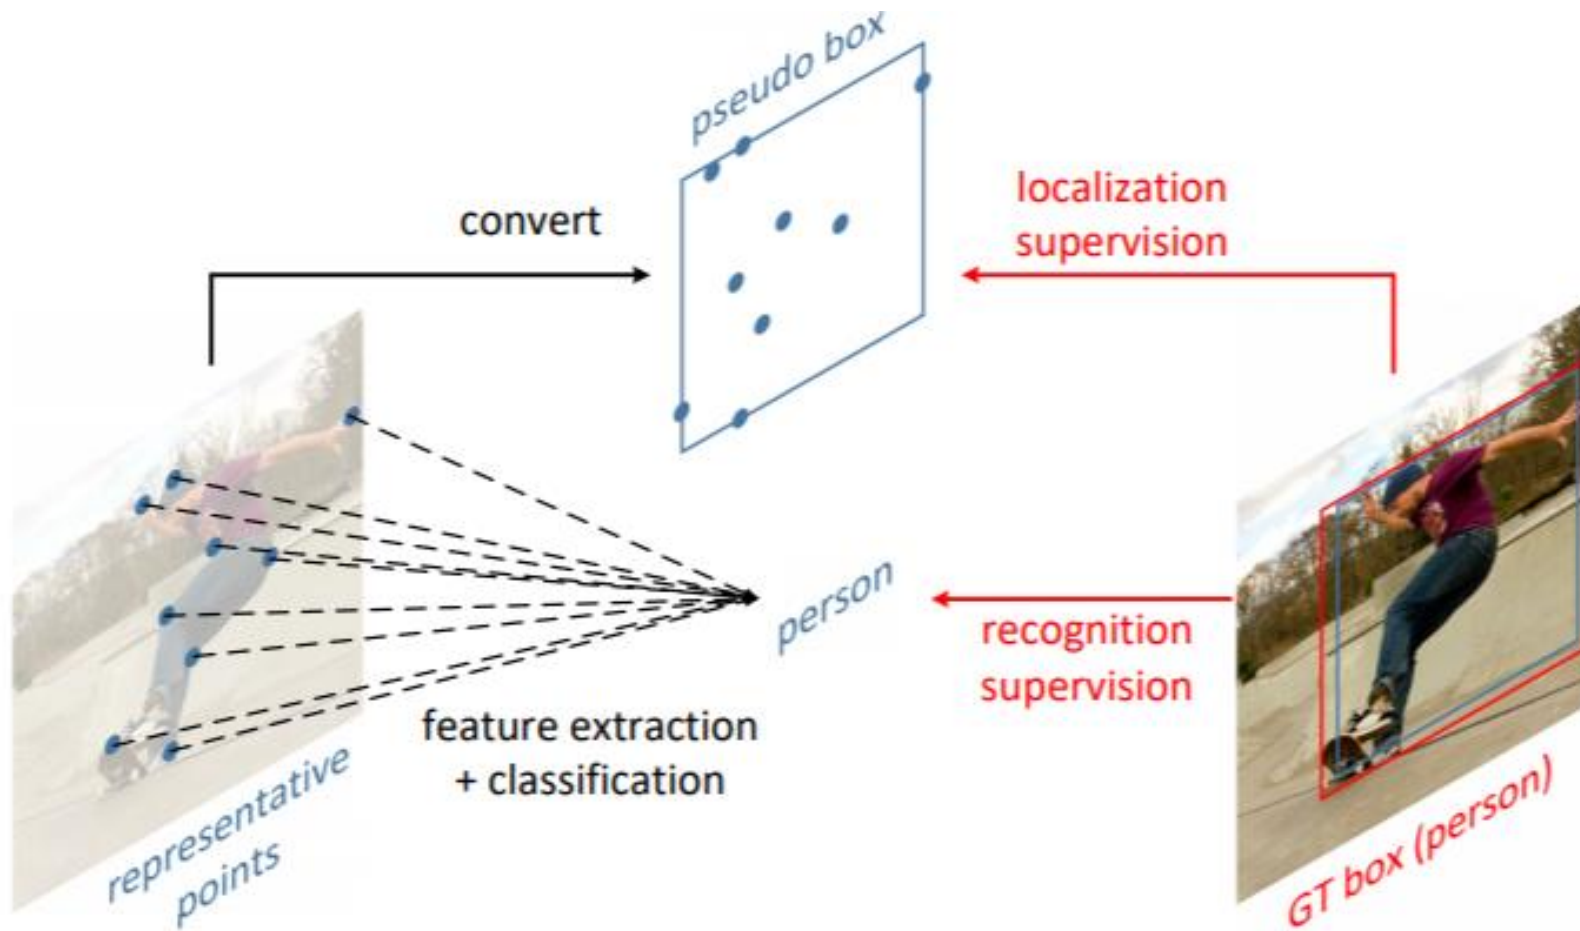 pseudo box
convert
localization
supervision
person
recognition
supervision
feature extraction
+ classification
representative
points
GT box (person)